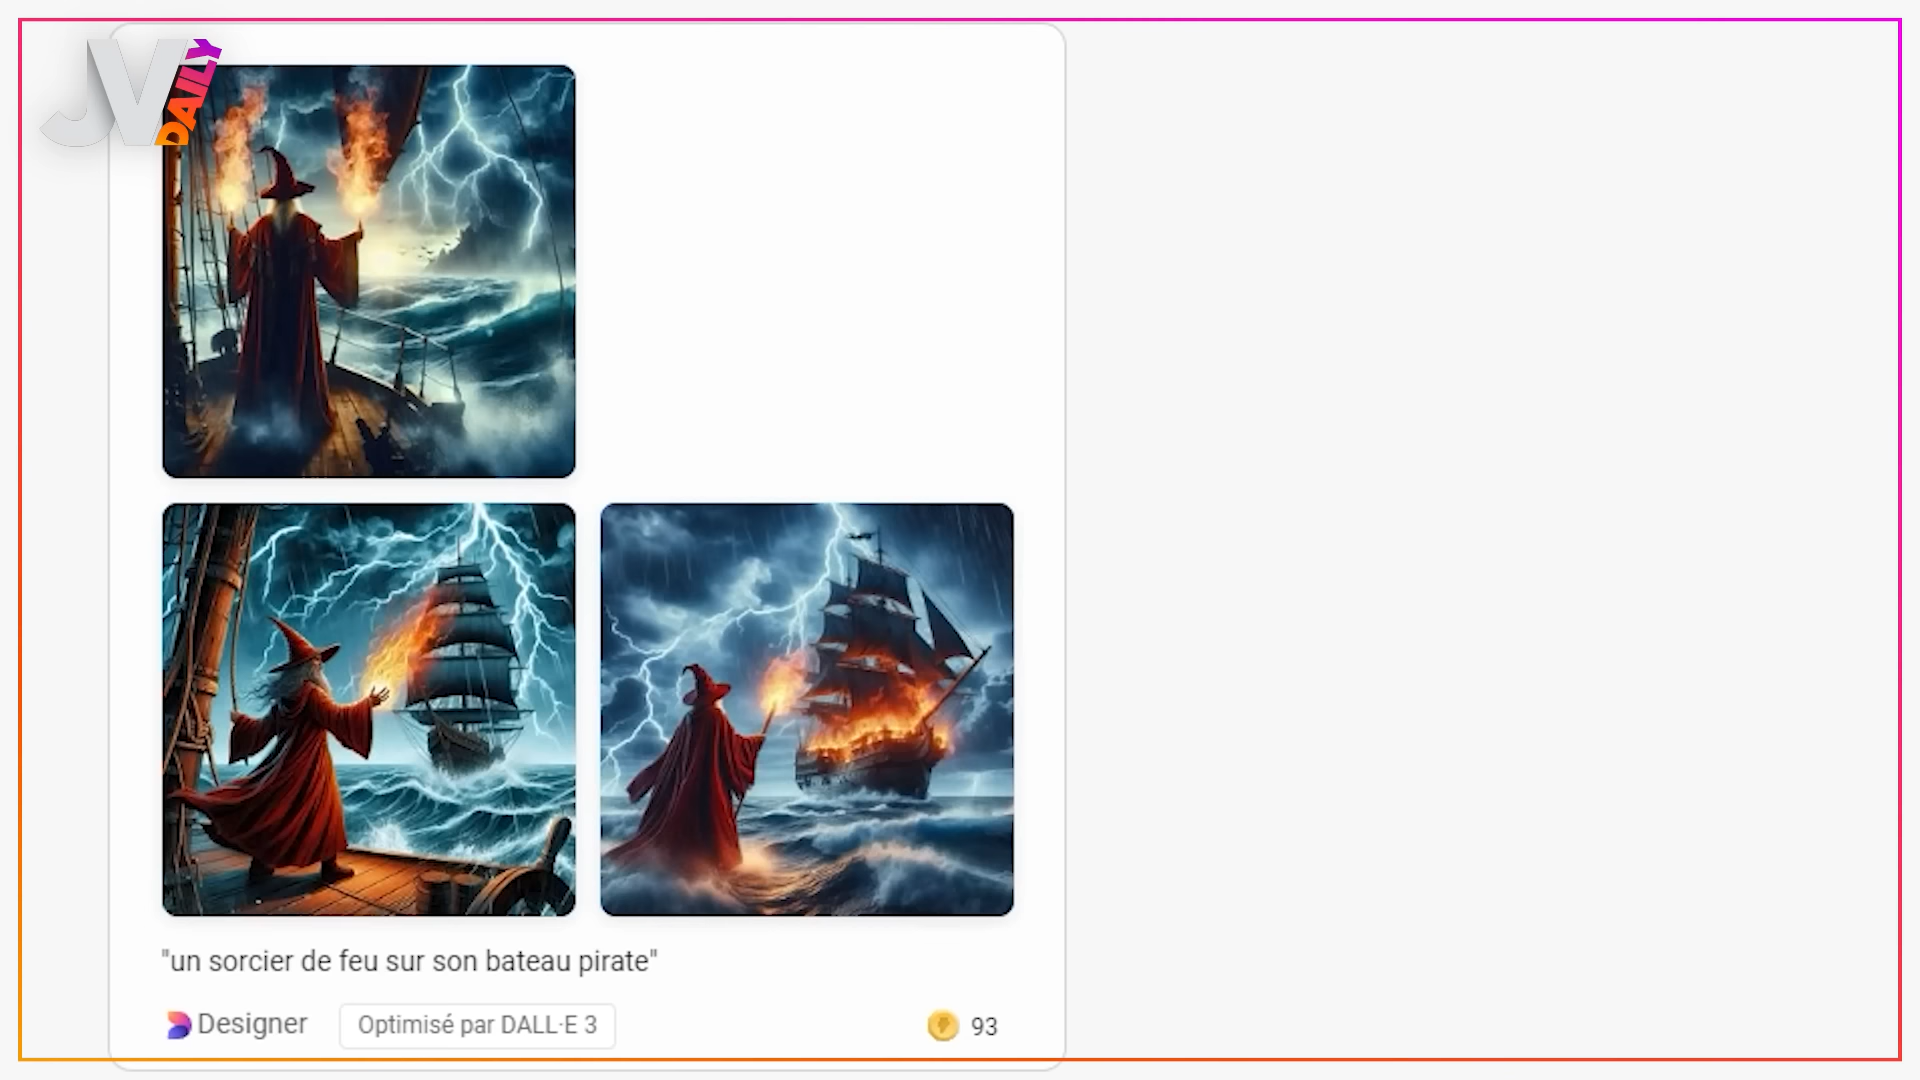 JV DAILY
"un sorcier de feu sur son bateau pirate"
Designer
Optimisé par DALL·E 3
93